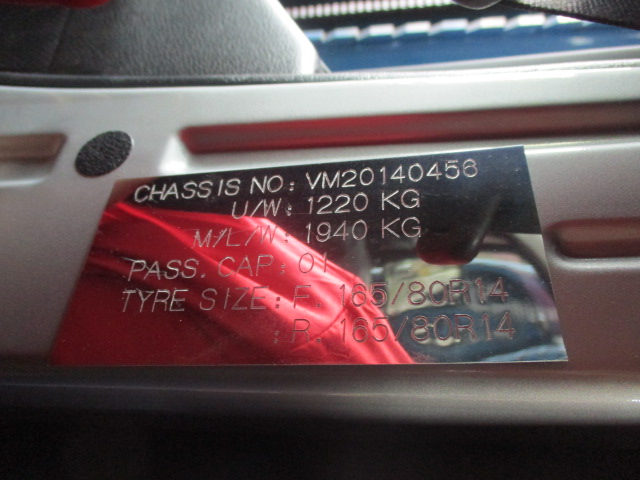 CHASSIS NO: VM20140456
U/W: 1220 KG
M/L/W: 1940 KG
PASS. CAP: 01
TYRE SIZE: F. 165/80R14
:R. 165/80R14